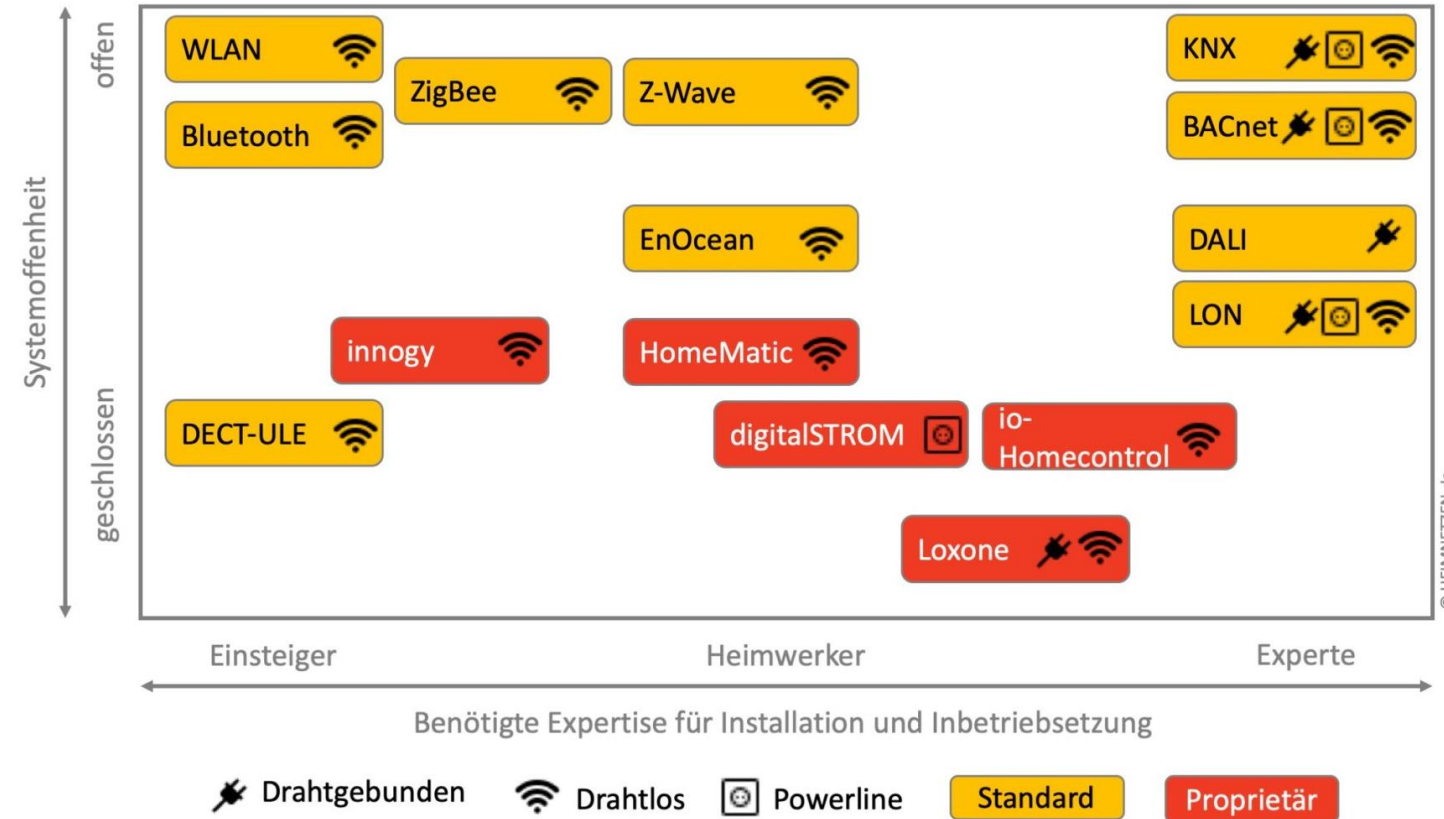 offen
WLAN
KNX
ZigBee
Z-Wave
Bluetooth
BACnet
Systemoffenheit
EnOcean
DALI
LON
innogy
HomeMatic
geschlossen
DECT-ULE
digitalSTROM
io-
Homecontrol
Loxone
Einsteiger
Heimwerker
Experte
Benötigte Expertise für Installation und Inbetriebsetzung
Drahtgebunden
Drahtlos
Powerline
Standard
Proprietär